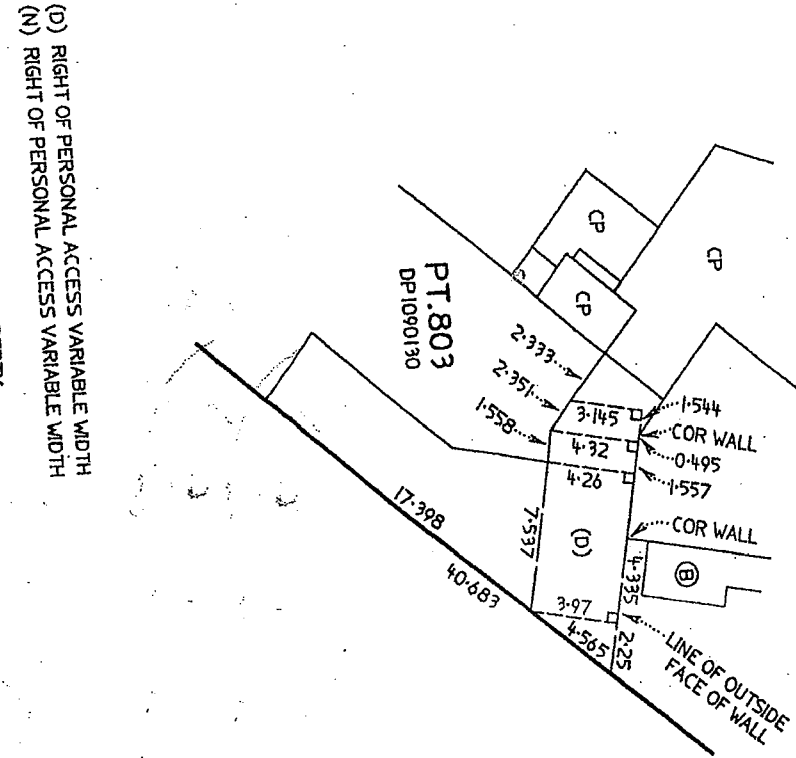 (D) RIGHT OF PERSONAL ACCESS VARIABLE WIDTH
(N) RIGHT OF PERSONAL ACCESS VARIABLE WIDTH
CP
CP
CP
PT.803
DP1090130
2.333
2.351
1.558
3.145
4.32
4.26
1.544
COR WALL
0.495
1.557
COR WALL
7.537
(D)
B
4.335
3.97
4.565
2.25
LINE OF OUTSIDE
FACE OF WALL
17.398
40.683